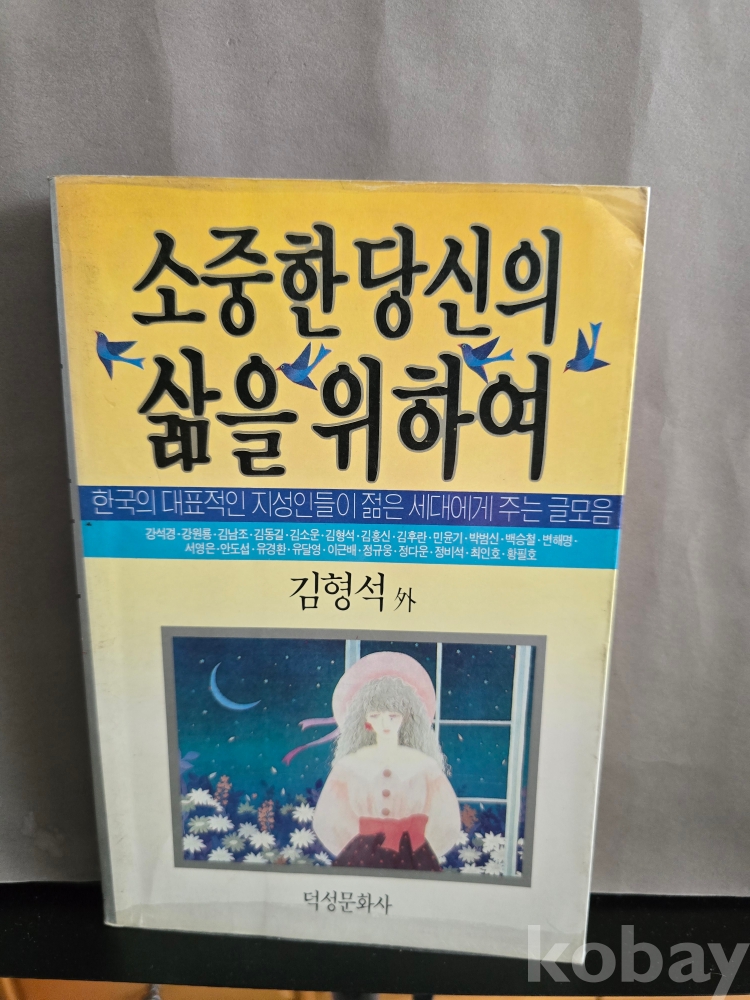 소중한 당신의
삶을 위하여
한국의 대표적인 지성인들이 젊은 세대에게 주는 글모음
강석경·강원룡·김남조·김동길·김소운·김형석·김홍신·김후란·민윤기·박범신·백승철·변해명·
서영은·안도섭·유경환·유달영·이근배·정규웅·정다운·정비석·최인호·황필호
김형석 外
덕성문화사
kobay